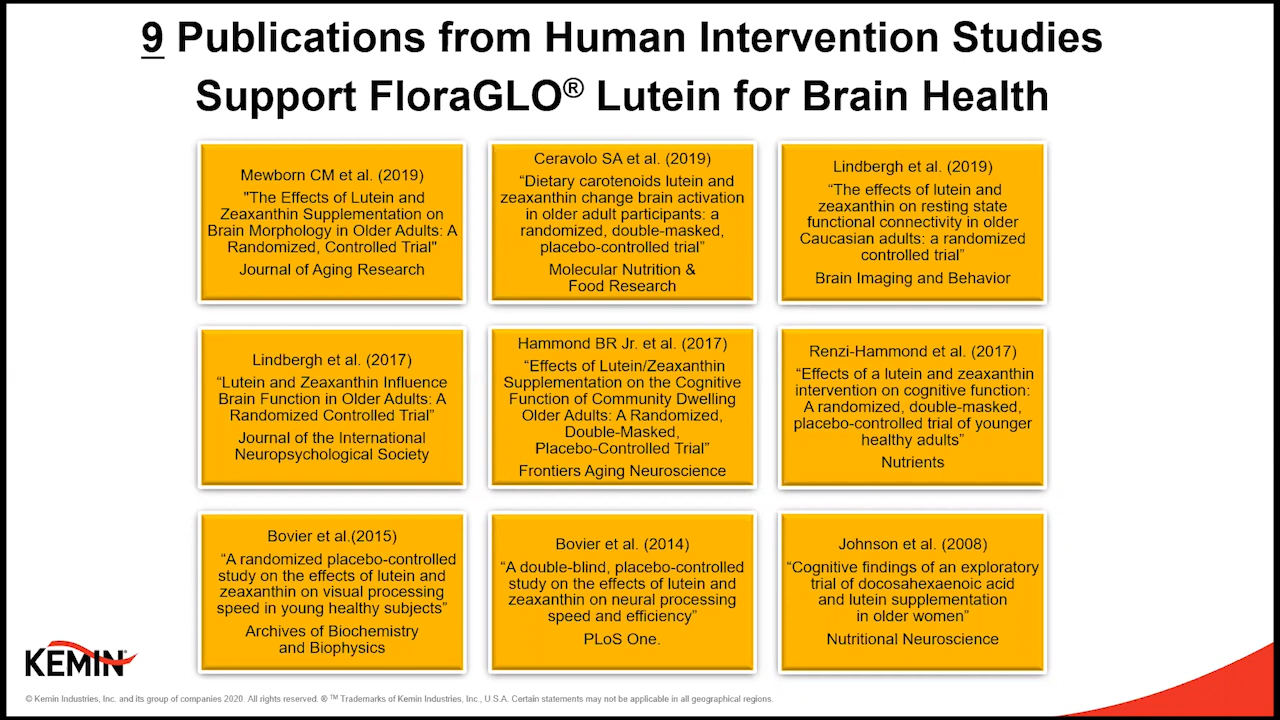 9 Publications from Human Intervention Studies
Support FloraGLO® Lutein for Brain Health
Mewborn CM et al. (2019)
"The Effects of Lutein and
Zeaxanthin Supplementation on
Brain Morphology in Older Adults: A
Randomized, Controlled Trial"
Journal of Aging Research
Ceravolo SA et al. (2019)
“Dietary carotenoids lutein and
zeaxanthin change brain activation
in older adult participants: a
randomized, double-masked,
placebo-controlled trial”
Molecular Nutrition &
Food Research
Lindbergh et al. (2019)
“The effects of lutein and
zeaxanthin on resting state
functional connectivity in older
Caucasian adults: a randomized
controlled trial”
Brain Imaging and Behavior
Lindbergh et al. (2017)
“Lutein and Zeaxanthin Influence
Brain Function in Older Adults: A
Randomized Controlled Trial”
Journal of the International
Neuropsychological Society
Hammond BR Jr. et al. (2017)
“Effects of Lutein/Zeaxanthin
Supplementation on the Cognitive
Function of Community Dwelling
Older Adults: A Randomized,
Double-Masked,
Placebo-Controlled Trial”
Frontiers Aging Neuroscience
Renzi-Hammond et al. (2017)
“Effects of a lutein and zeaxanthin
intervention on cognitive function:
A randomized, double-masked,
placebo-controlled trial of younger
healthy adults”
Nutrients
Bovier et al.(2015)
“A randomized placebo-controlled
study on the effects of lutein and
zeaxanthin on visual processing
speed in young healthy subjects”
Archives of Biochemistry
and Biophysics
Bovier et al. (2014)
“A double-blind, placebo-controlled
study on the effects of lutein and
zeaxanthin on neural processing
speed and efficiency”
PLoS One.
Johnson et al. (2008)
“Cognitive findings of an exploratory
trial of docosahexaenoic acid
and lutein supplementation
in older women”
Nutritional Neuroscience
KEMIN®
© Kemin Industries, Inc. and its group of companies 2020. All rights reserved. ® ™ Trademarks of Kemin Industries, Inc., U.S.A. Certain statements may not be applicable in all geographical regions.